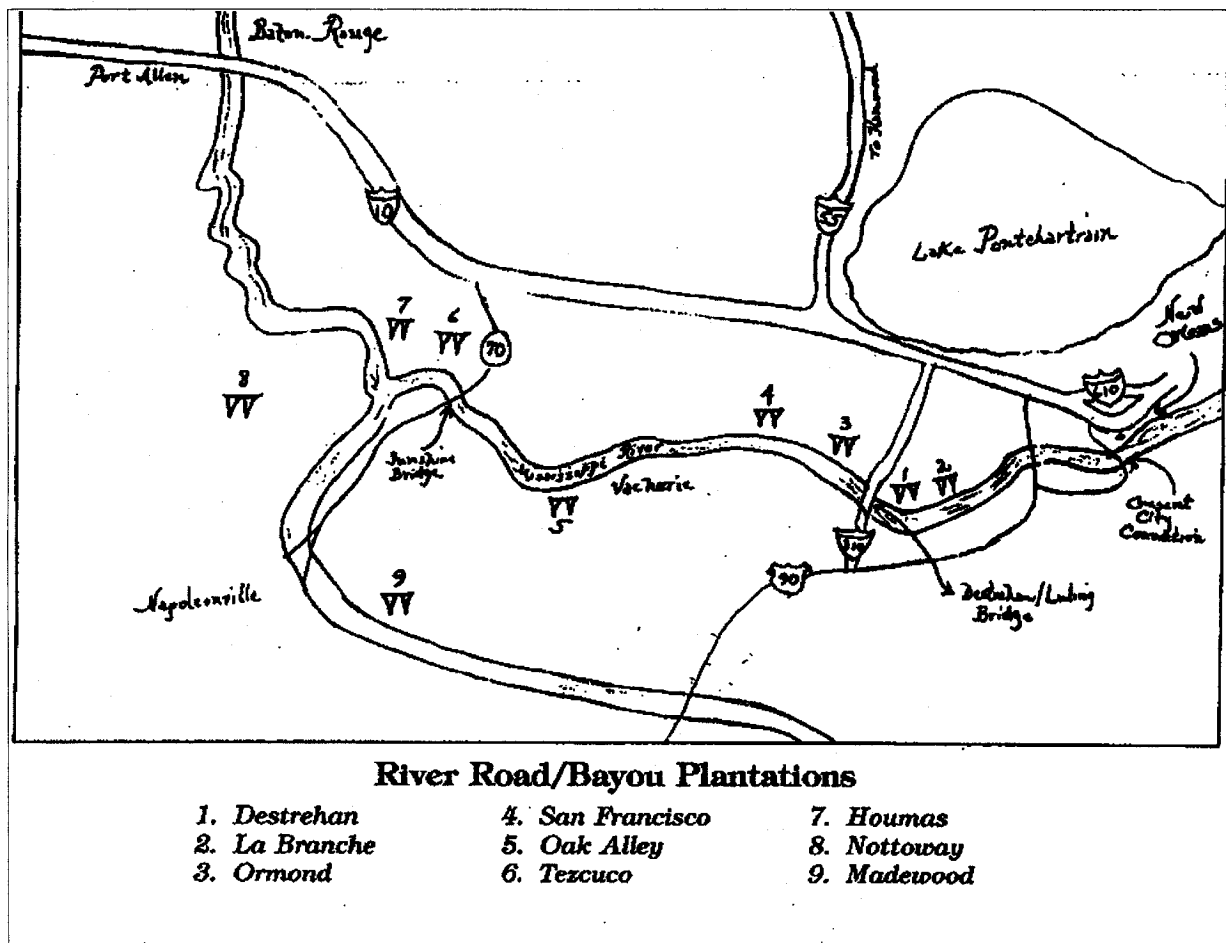 Baton Rouge
Port Allen
To Hammond
10
55
Lake Pontchartrain
New
Orleans
7
6
70
8
610
4
3
Sunshine
Bridge
Mississippi River
Vacherie
1
2
5
310
Crescent
City
Connection
90
9
Napoleonville
Destrehan/Luling
Bridge
River Road/Bayou Plantations
1. Destrehan
2. La Branche
3. Ormond
4. San Francisco
5. Oak Alley
6. Tezcuco
7. Houmas
8. Nottoway
9. Madewood